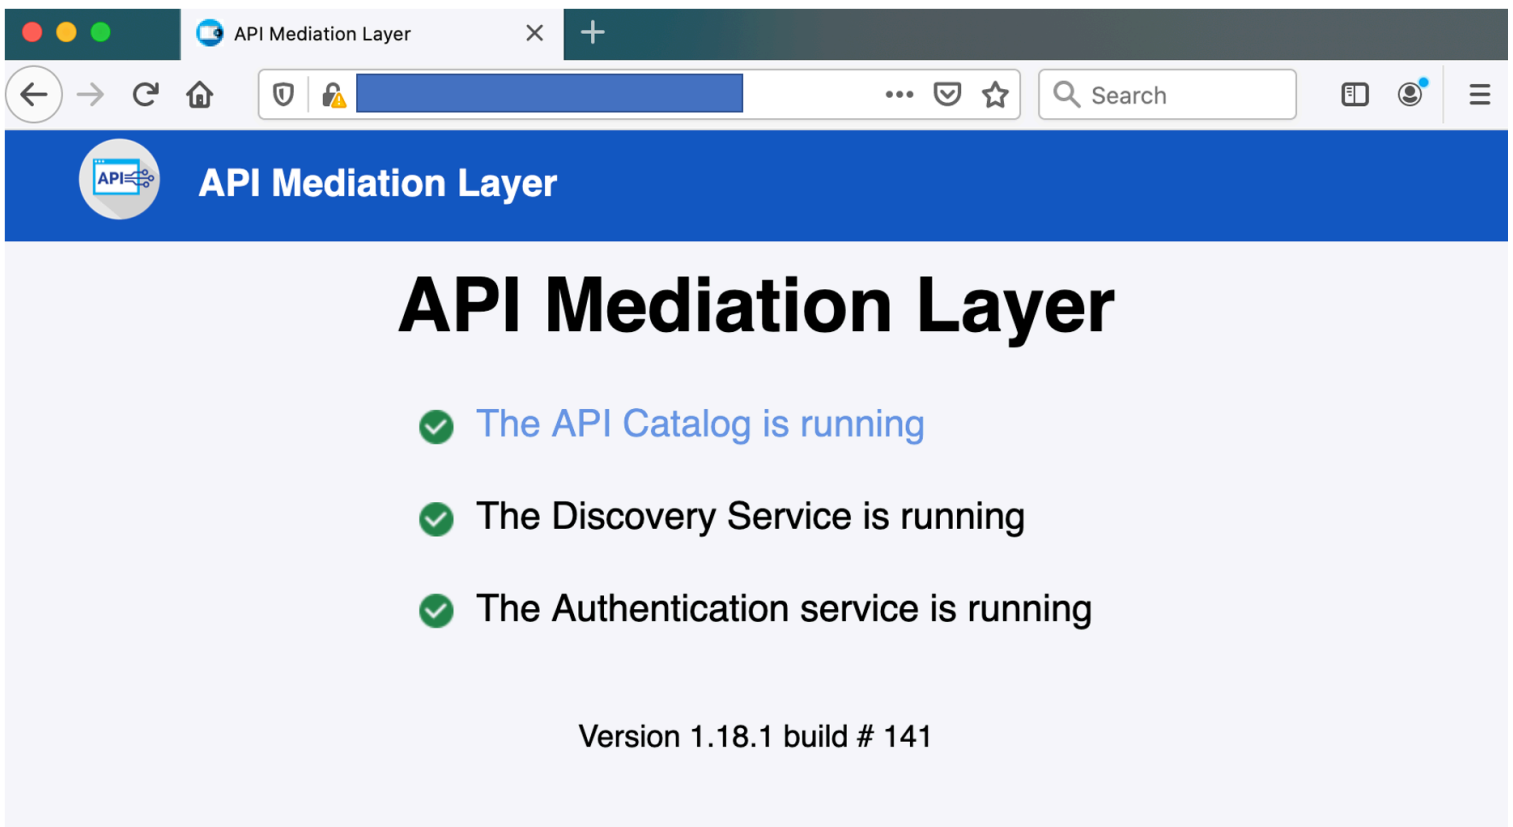 API Mediation Layer
Search
API
API Mediation Layer
API Mediation Layer
The API Catalog is running
The Discovery Service is running
The Authentication service is running
Version 1.18.1 build # 141